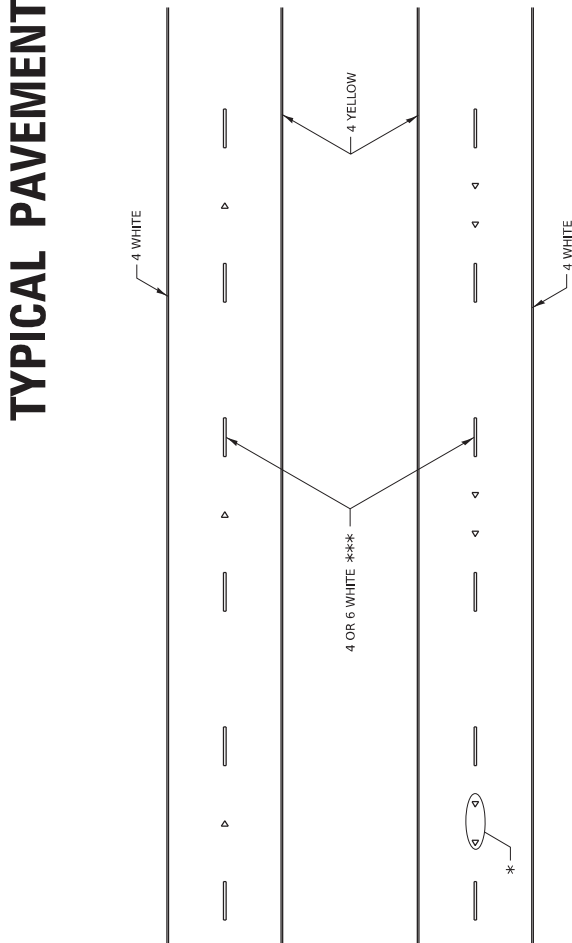 TYPICAL PAVEMENT
4 WHITE
4 YELLOW
4 OR 6 WHITE ***
4 WHITE
*